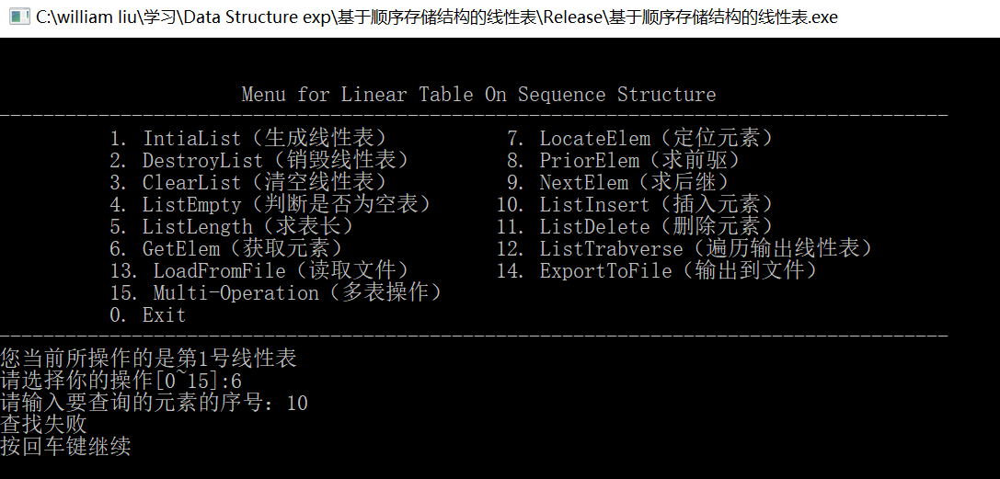 C:\william liu\学习\Data Structure exp\基于顺序存储结构的线性表\Release\基于顺序存储结构的线性表.exe
Menu for Linear Table On Sequence Structure
1. IntiaList（生成线性表） 7. LocateElem（定位元素）
2. DestroyList（销毁线性表） 8. PriorElem（求前驱）
3. ClearList（清空线性表） 9. NextElem（求后继）
4. ListEmpty（判断是否为空表） 10. ListInsert（插入元素）
5. ListLength（求表长） 11. ListDelete（删除元素）
6. GetElem（获取元素） 12. ListTrabverse（遍历输出线性表）
13. LoadFromFile（读取文件） 14. ExportToFile（输出到文件）
15. Multi-Operation（多表操作）
0. Exit
您当前所操作的是第1号线性表
请选择你的操作[0~15]:6
请输入要查询的元素的序号：10
查找失败
按回车键继续